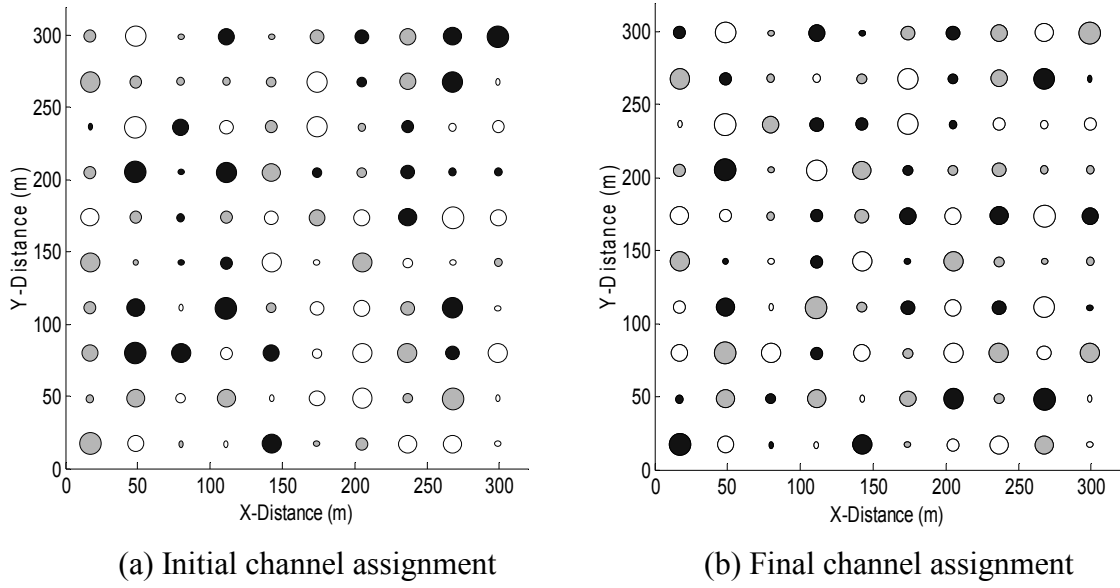 300
250
200
150
100
50
0
Y-Distance (m)
0 50 100 150 200 250 300
X-Distance (m)
(a) Initial channel assignment
300
250
200
150
100
50
0
Y-Distance (m)
0 50 100 150 200 250 300
X-Distance (m)
(b) Final channel assignment